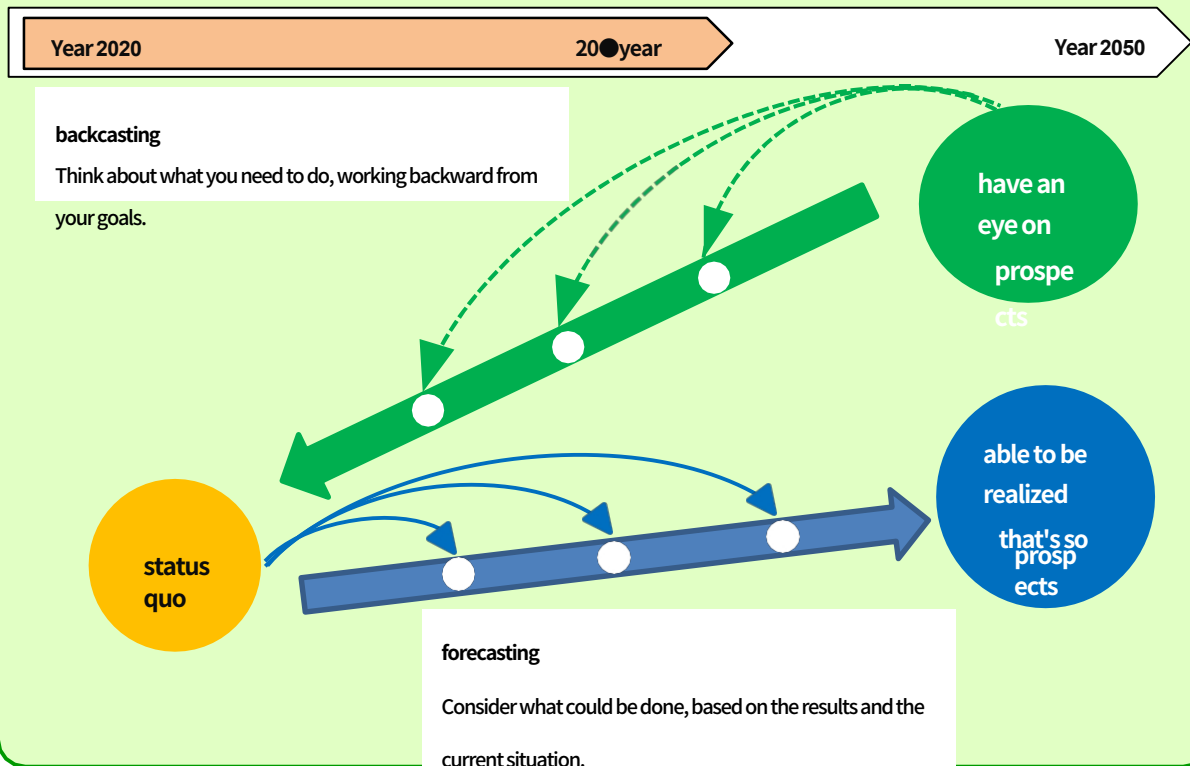 Year 2020
20●year
Year 2050
backcasting
Think about what you need to do, working backward from
your goals.
have an
eye on
prospe
cts
able to be
realized
that's so
prosp
ects
status
quo
forecasting
Consider what could be done, based on the results and the
current situation.